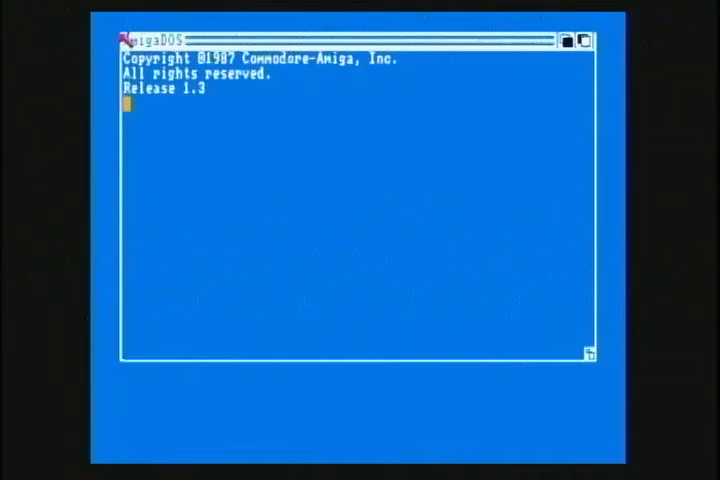 AmigaDOS
Copyright @1987 Commodore-Amiga, Inc.
All rights reserved.
Release 1.3